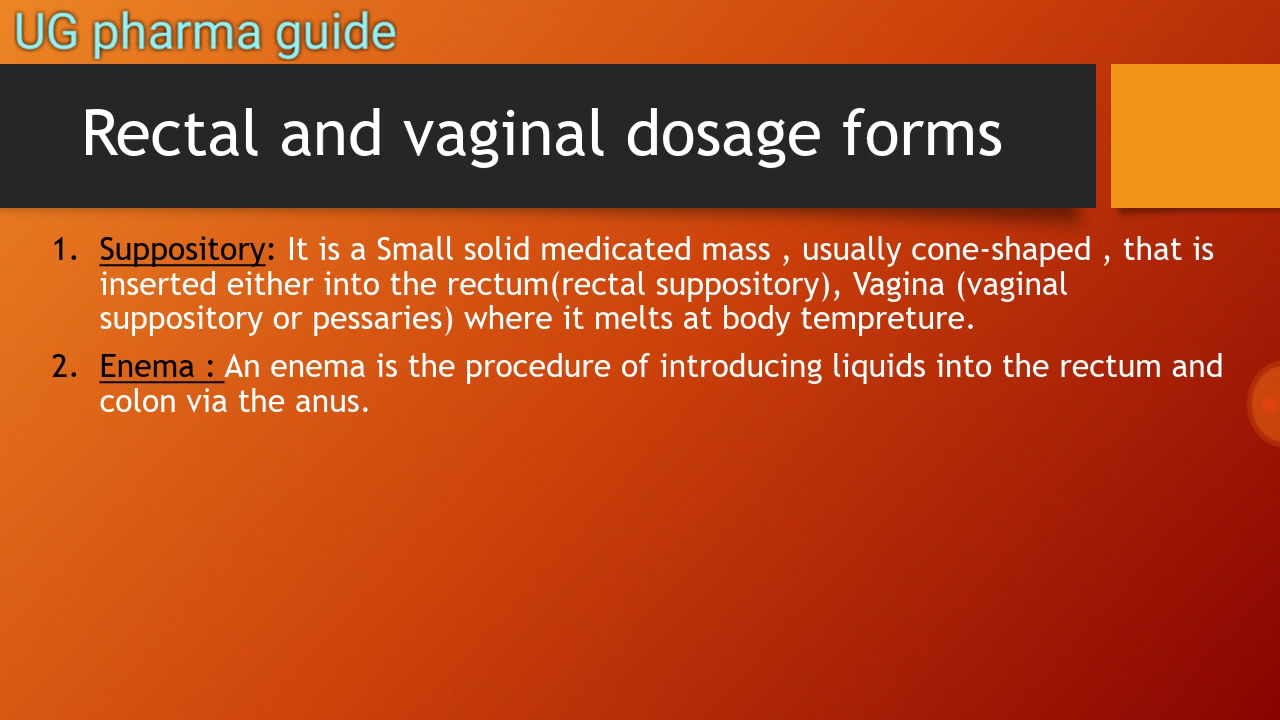 UG pharma guide
Rectal and vaginal dosage forms
1. Suppository: It is a Small solid medicated mass , usually cone-shaped , that is
inserted either into the rectum(rectal suppository), Vagina (vaginal
suppository or pessaries) where it melts at body tempreture.
2. Enema : An enema is the procedure of introducing liquids into the rectum and
colon via the anus.